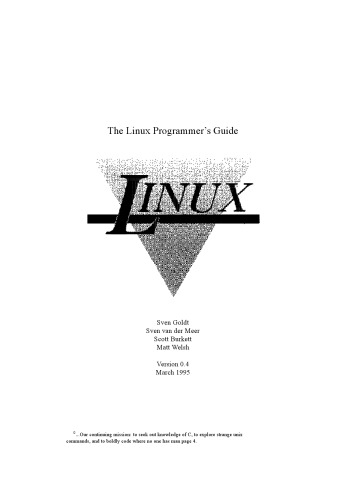 The Linux Programmer's Guide
LINUX
Sven Goldt
Sven van der Meer
Scott Burkett
Matt Welsh
Version 0.4
March 1995
...Our continuing mission: to seek out knowledge of C, to explore strange unix
commands, and to boldly code where no one has man page 4.